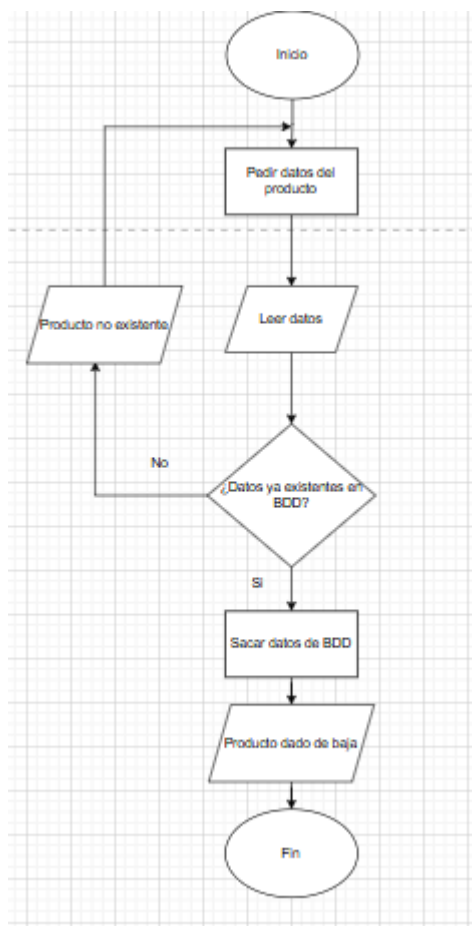 Inicio
Pedir datos del
producto
Producto no existente
Leer datos
No
¿Datos ya existentes en
BDD?
Si
Sacar datos de BDD
Producto dado de baja
Fin